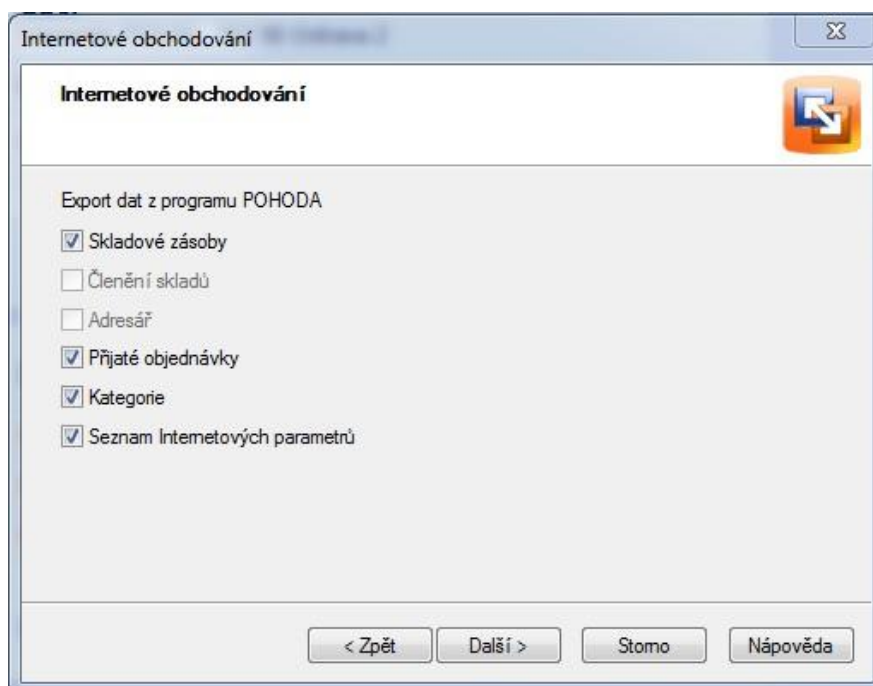 Internetové obchodování
Internetové obchodování
Export dat z programu POHODA
Skladové zásoby
Členění skladů
Adresář
Přijaté objednávky
Kategorie
Seznam Internetových parametrů
< Zpět
Další >
Storno
Nápověda